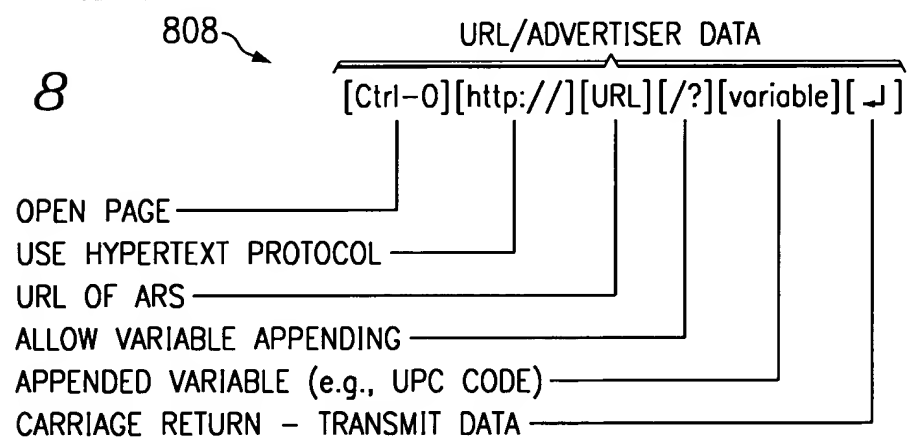 808
URL/ADVERTISER DATA
8
[Ctrl-O][http://][URL][/?][variable][↵]
OPEN PAGE
USE HYPERTEXT PROTOCOL
URL OF ARS
ALLOW VARIABLE APPENDING
APPENDED VARIABLE (e.g., UPC CODE)
CARRIAGE RETURN – TRANSMIT DATA